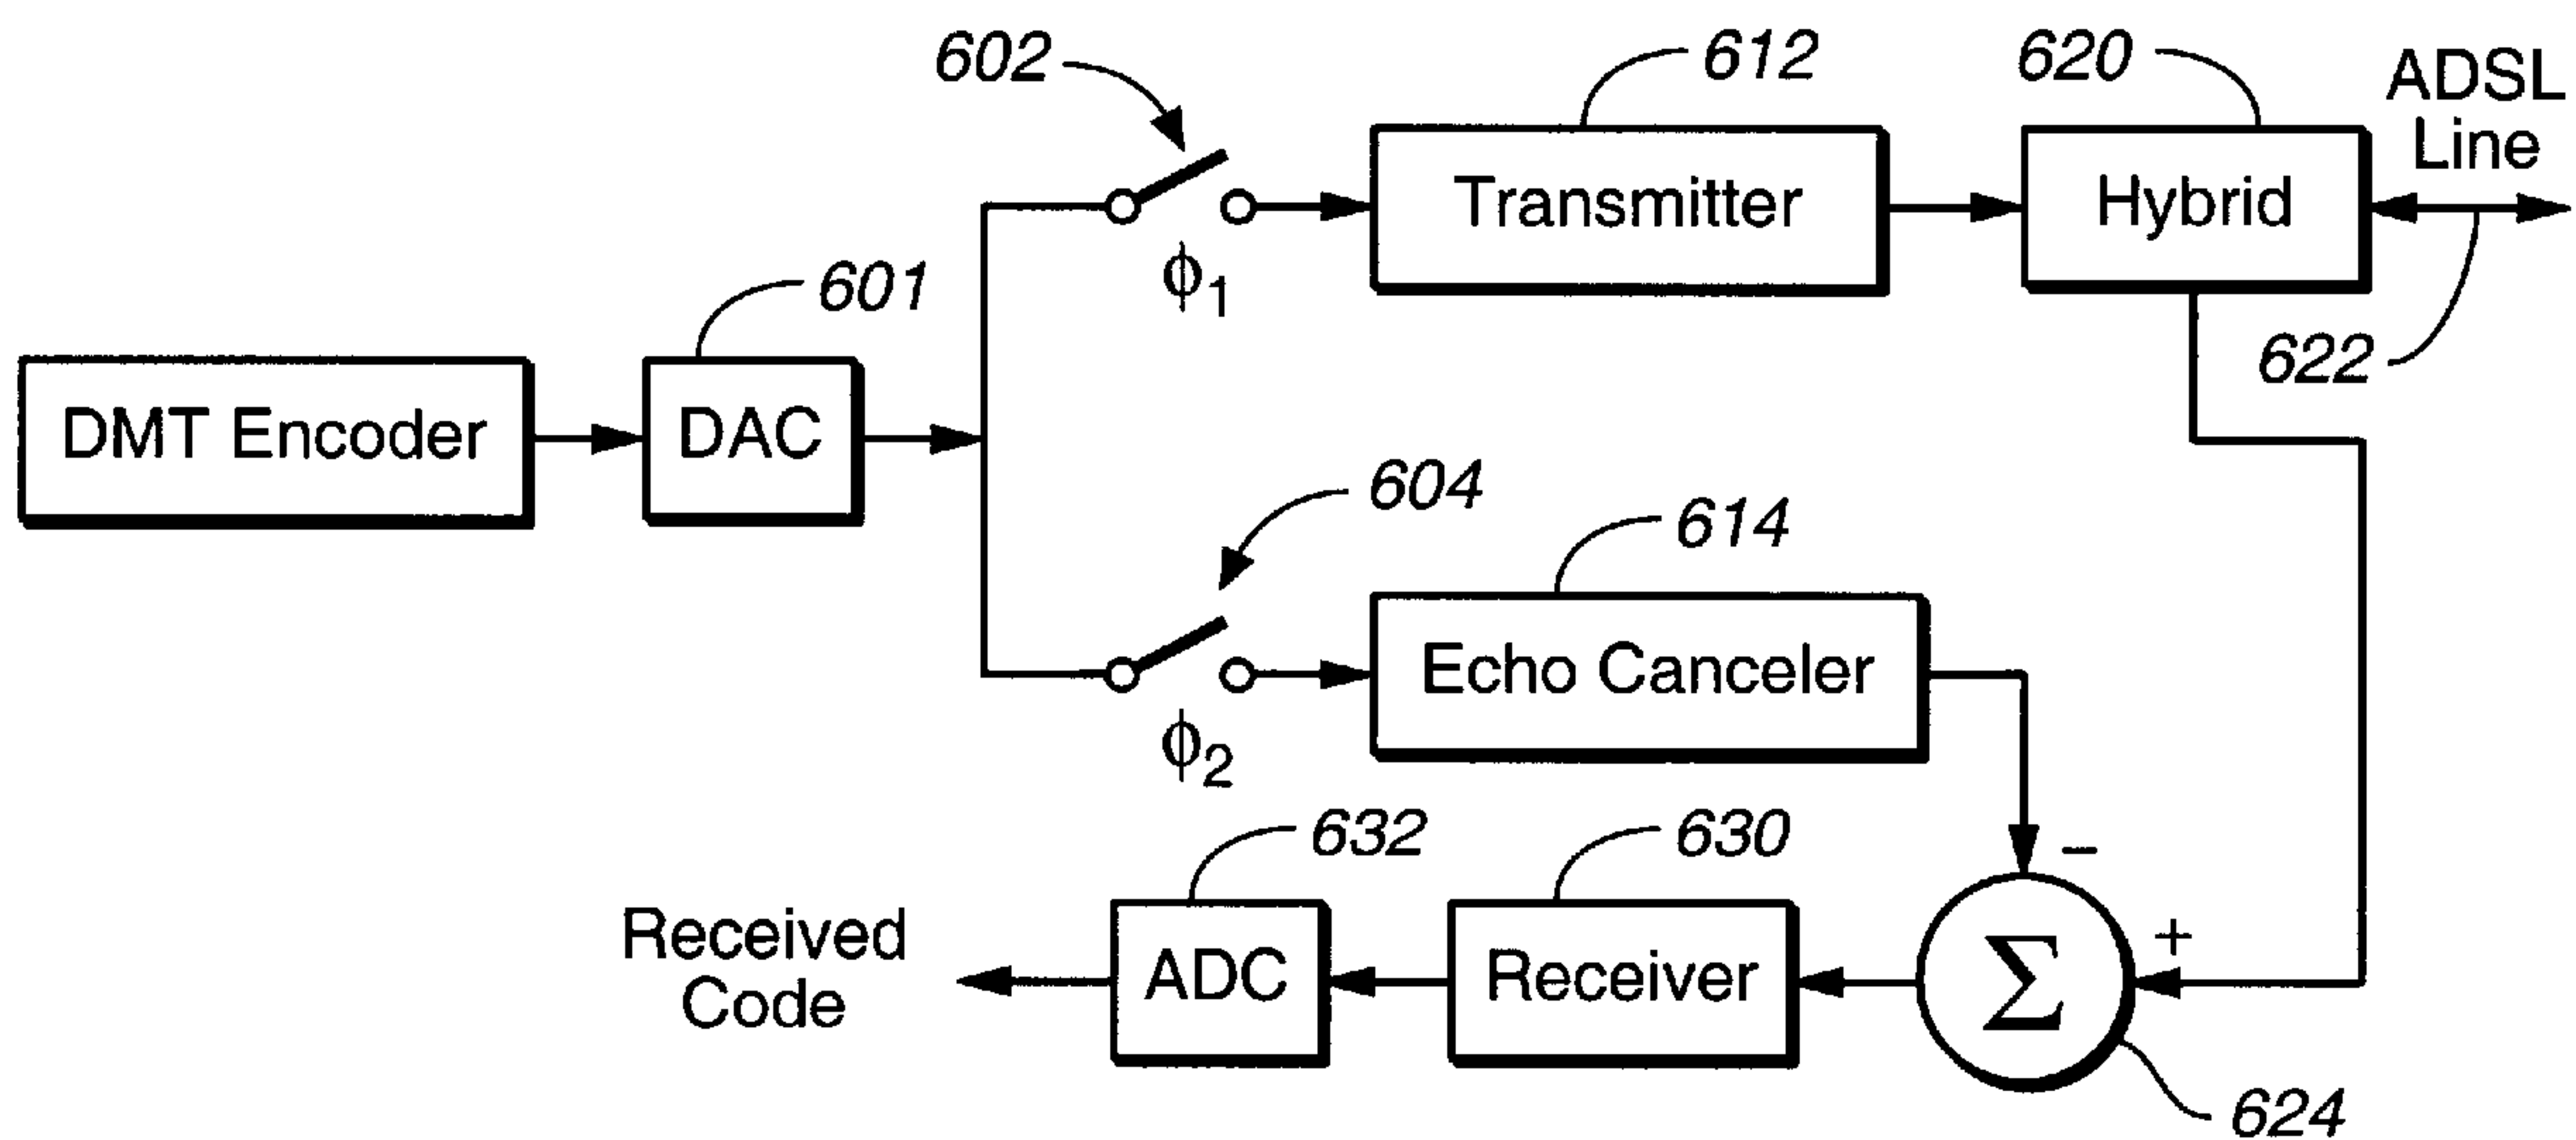 602
612
620
ADSL
Line
Transmitter
Hybrid
ϕ1
601
622
DMT Encoder
DAC
604
614
Echo Canceler
ϕ2
632
630
−
+
Received
Code
ADC
Receiver
Σ
624